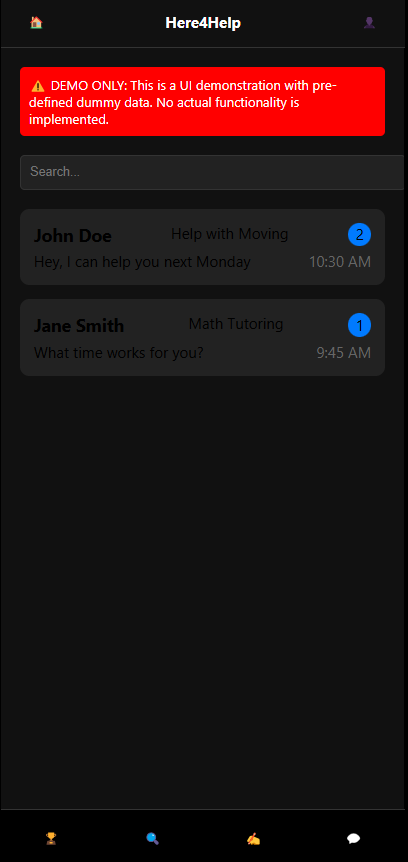 Here4Help
⚠️ DEMO ONLY: This is a UI demonstration with pre-
defined dummy data. No actual functionality is
implemented.
Search...
John Doe Help with Moving 2
Hey, I can help you next Monday 10:30 AM
Jane Smith Math Tutoring 1
What time works for you? 9:45 AM